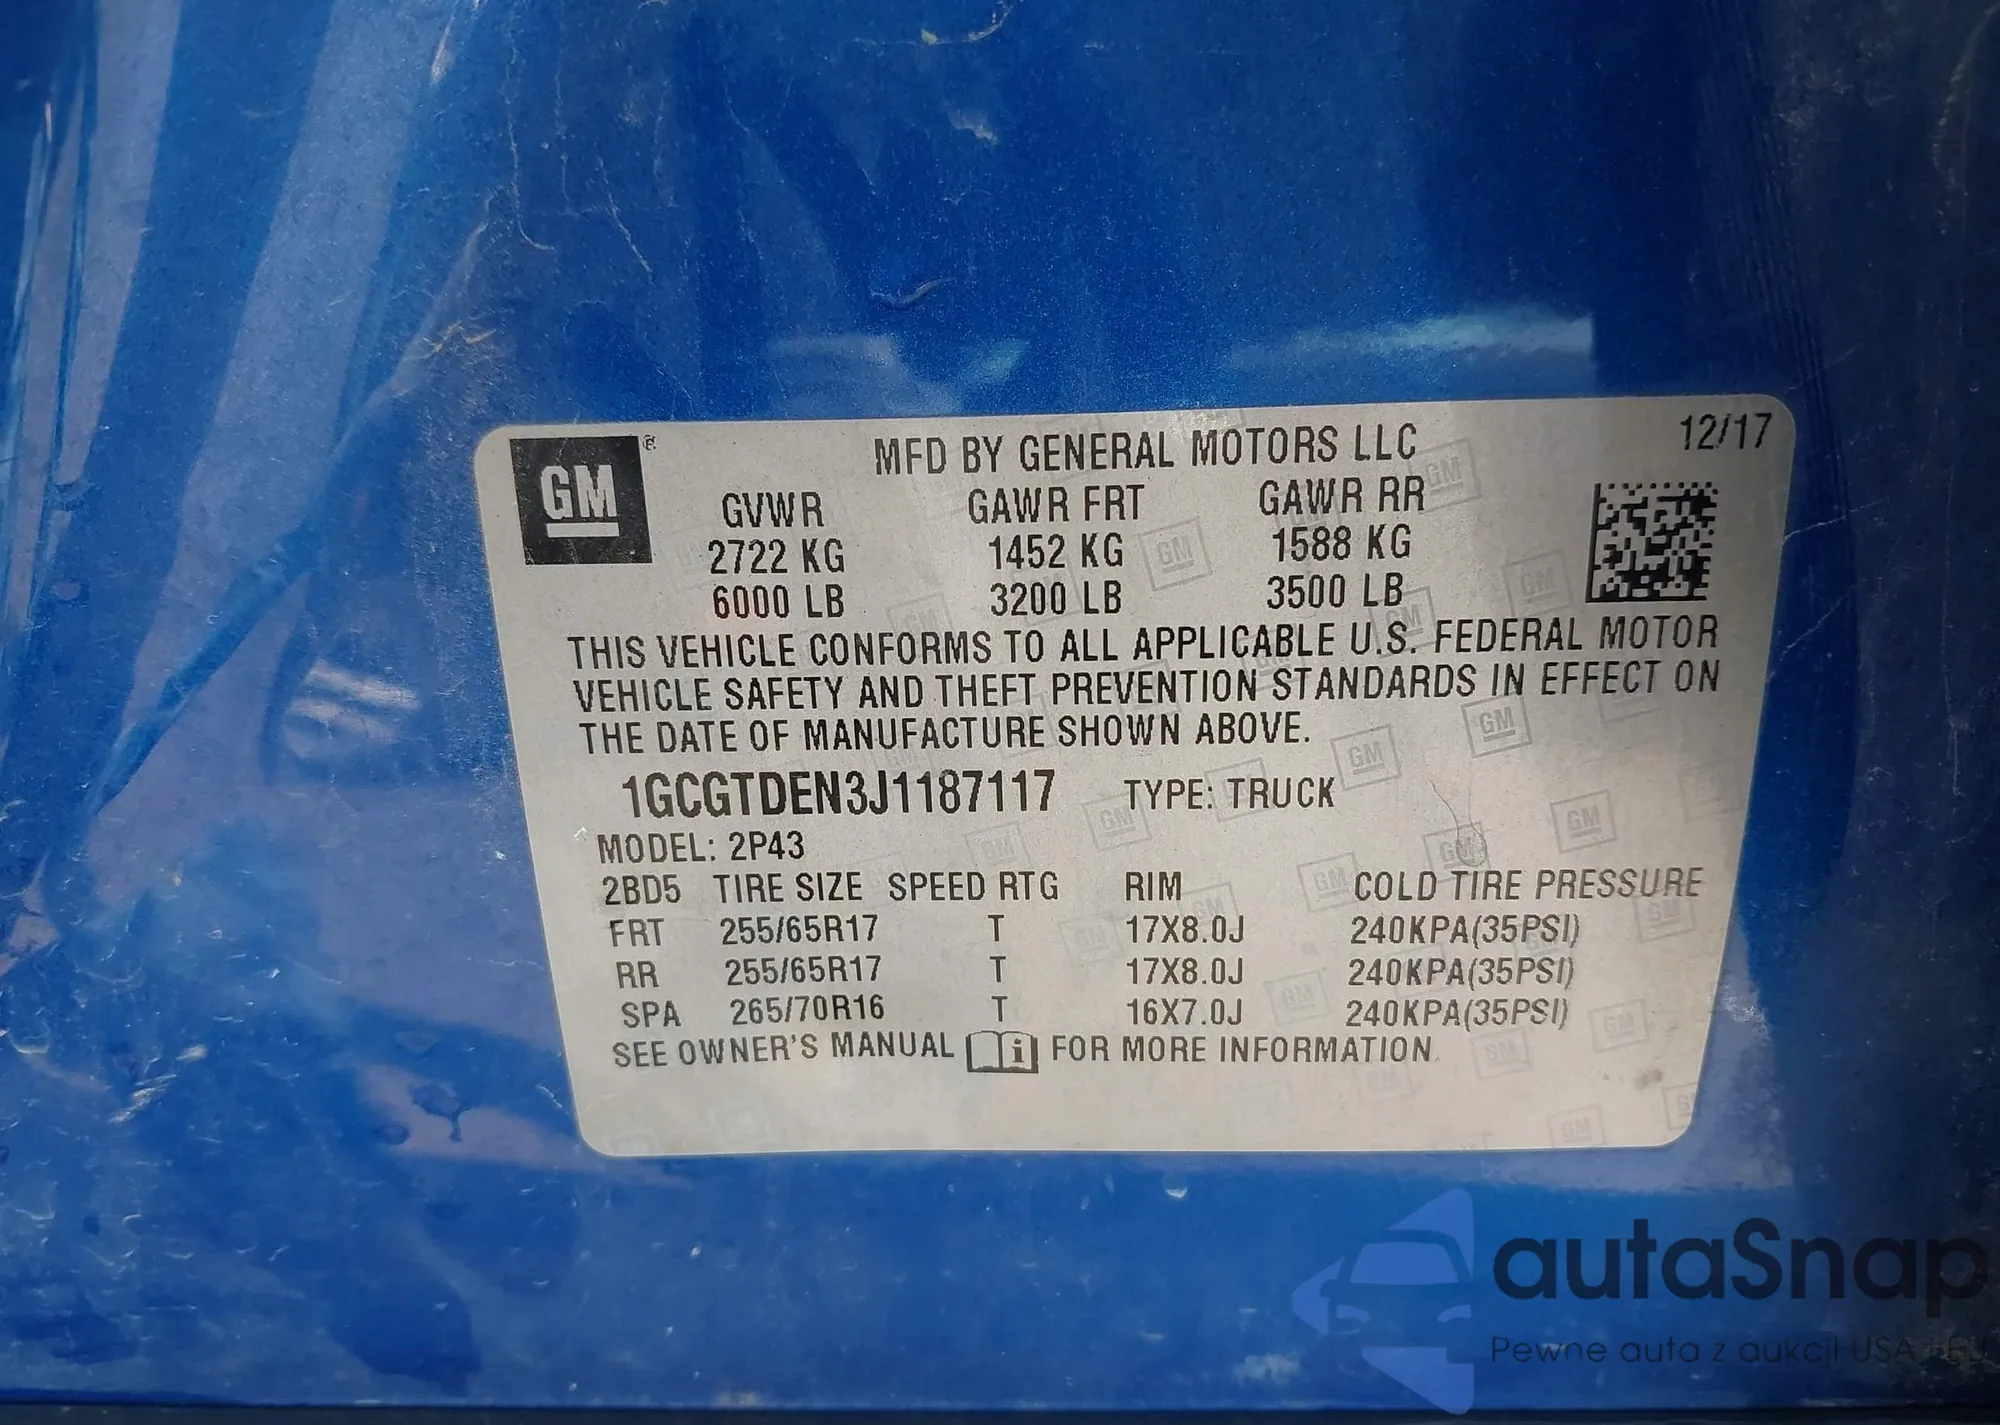 GM
®
MFD BY GENERAL MOTORS LLC 12/17
GVWR GAWR FRT GAWR RR
2722 KG 1452 KG 1588 KG
6000 LB 3200 LB 3500 LB
THIS VEHICLE CONFORMS TO ALL APPLICABLE U.S. FEDERAL MOTOR
VEHICLE SAFETY AND THEFT PREVENTION STANDARDS IN EFFECT ON
THE DATE OF MANUFACTURE SHOWN ABOVE.
1GCGTDEN3J1187117 TYPE: TRUCK
MODEL: 2P43
2BD5 TIRE SIZE SPEED RTG RIM COLD TIRE PRESSURE
FRT 255/65R17 T 17X8.0J 240KPA(35PSI)
RR 255/65R17 T 17X8.0J 240KPA(35PSI)
SPA 265/70R16 T 16X7.0J 240KPA(35PSI)
SEE OWNER'S MANUAL i FOR MORE INFORMATION.
autaSnap
Pewne auta z aukcji USA i EU